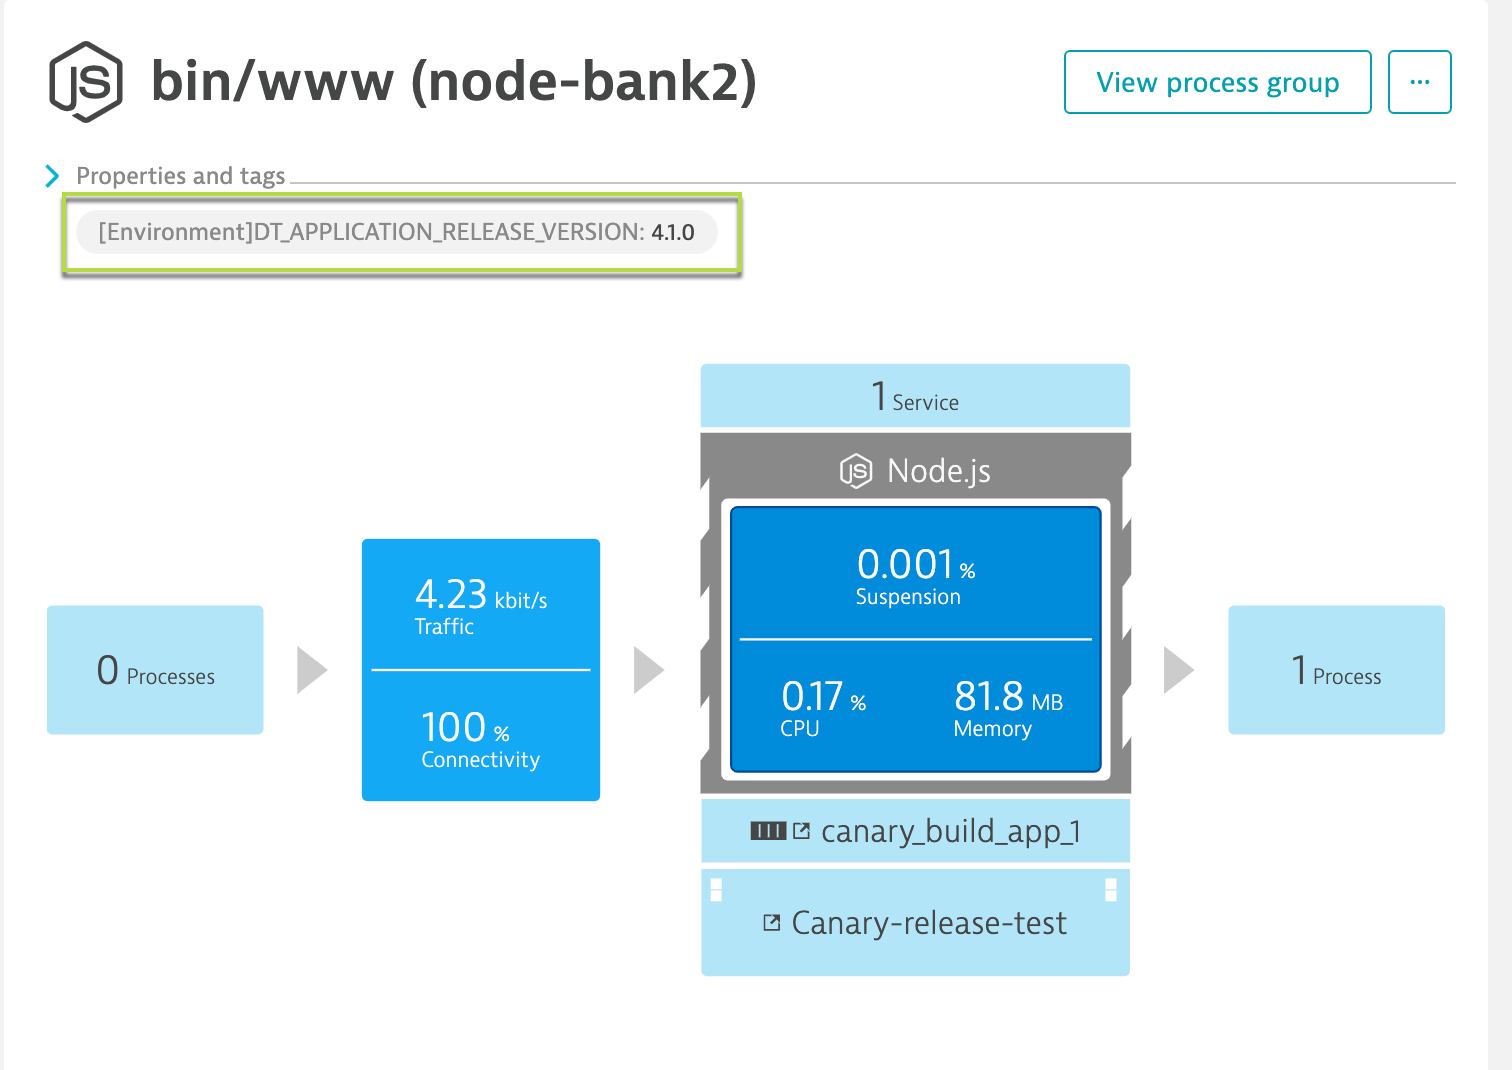 JS bin/www (node-bank2)
View process group
...
Properties and tags
[Environment]DT_APPLICATION_RELEASE_VERSION: 4.1.0
1 Service
JS Node.js
0.001 %
Suspension
4.23 kbit/s
Traffic
0 Processes
100 %
Connectivity
0.17 %
CPU
81.8 MB
Memory
1 Process
canary_build_app_1
Canary-release-test